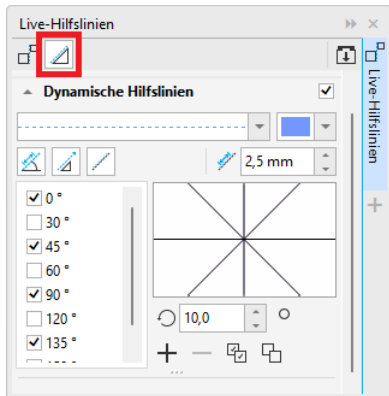 Live-Hilfslinien
Dynamische Hilfslinien
2,5 mm
0 °
30 °
45 °
60 °
90 °
120 °
135 °
10,0
Live-Hilfslinien